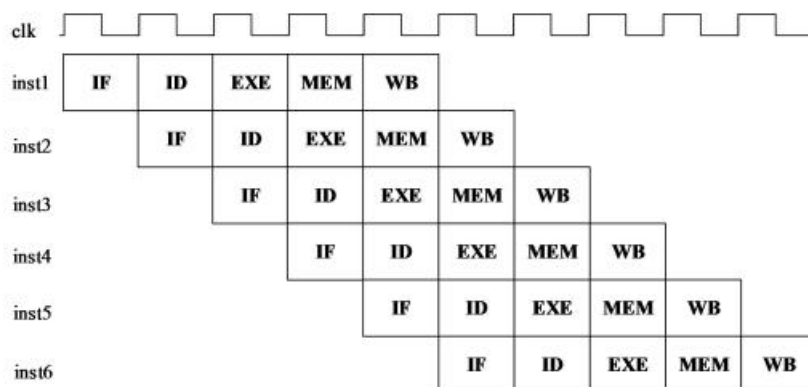 clk
inst1 IF ID EXE MEM WB
inst2 IF ID EXE MEM WB
inst3 IF ID EXE MEM WB
inst4 IF ID EXE MEM WB
inst5 IF ID EXE MEM WB
inst6 IF ID EXE MEM WB